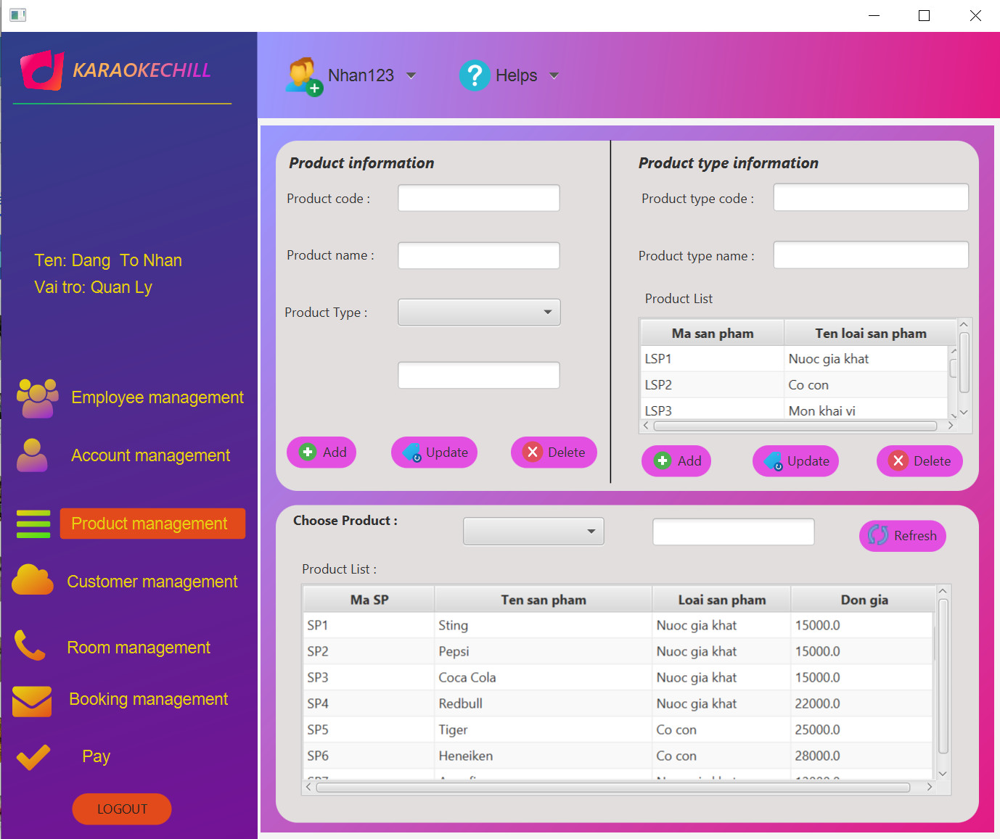 KARAOKECHILL
Nhan123
Helps
Ten: Dang  To Nhan
Vai tro: Quan Ly
Employee management
Account management
Product management
Customer management
Room management
Booking management
Pay
LOGOUT
Product information
Product code :
Product name :
Product Type :
Add
Update
Delete
Product type information
Product type code :
Product type name :
Product List
Ma san pham Ten loai san pham
LSP1 Nuoc gia khat
LSP2 Co con
LSP3 Mon khai vi
Add
Update
Delete
Choose Product :
Refresh
Product List :
Ma SP Ten san pham Loai san pham Don gia
SP1 Sting Nuoc gia khat 15000.0
SP2 Pepsi Nuoc gia khat 15000.0
SP3 Coca Cola Nuoc gia khat 15000.0
SP4 Redbull Nuoc gia khat 22000.0
SP5 Tiger Co con 25000.0
SP6 Heneiken Co con 28000.0